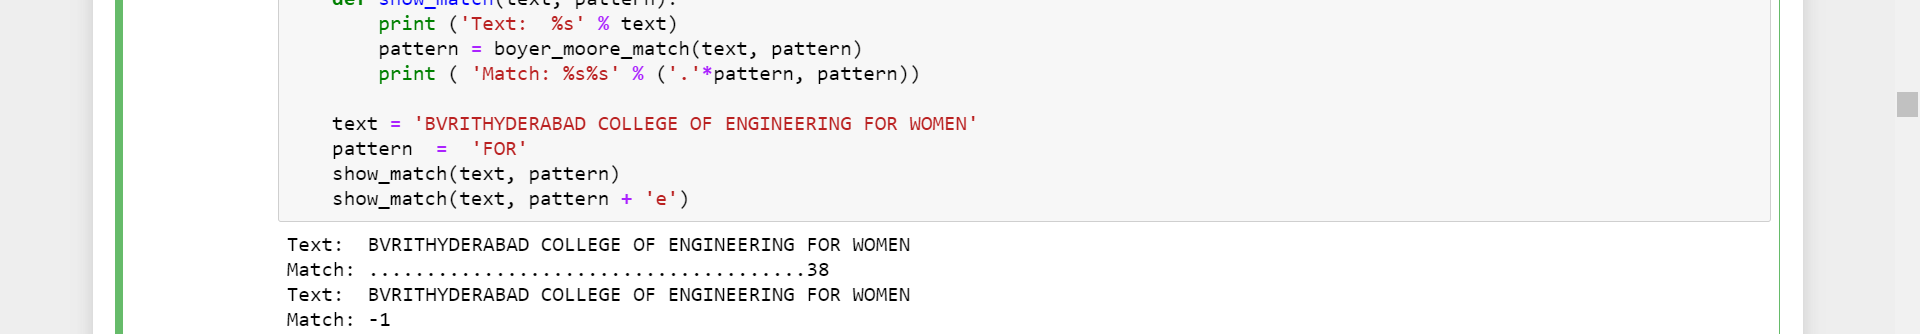 def show_match(text, pattern):
print ('Text:  %s' % text)
pattern = boyer_moore_match(text, pattern)
print ( 'Match: %s%s' % ('.'*pattern, pattern))
text = 'BVRITHYDERABAD COLLEGE OF ENGINEERING FOR WOMEN'
pattern  =  'FOR'
show_match(text, pattern)
show_match(text, pattern + 'e')
Text:  BVRITHYDERABAD COLLEGE OF ENGINEERING FOR WOMEN
Match: ......................................38
Text:  BVRITHYDERABAD COLLEGE OF ENGINEERING FOR WOMEN
Match: -1